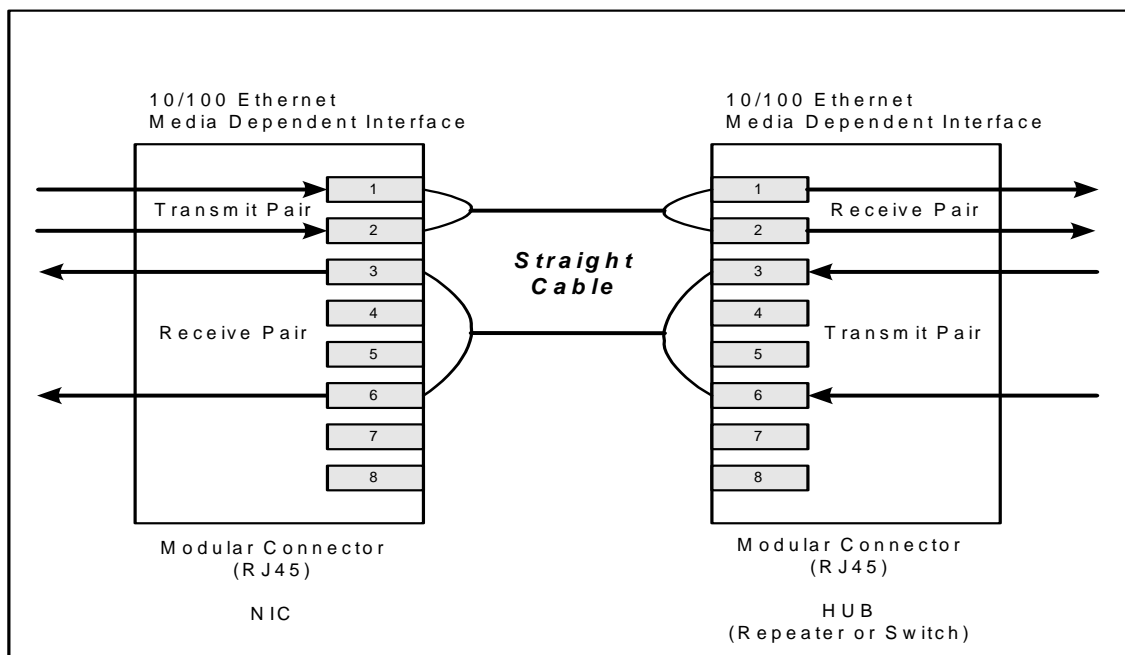 10/100 Ethernet
Media Dependent Interface
1
Transmit Pair
2
3
4
Receive Pair
5
6
7
8
Modular Connector
(RJ45)
NIC
Straight
Cable
10/100 Ethernet
Media Dependent Interface
1
Receive Pair
2
3
4
Transmit Pair
5
6
7
8
Modular Connector
(RJ45)
HUB
(Repeater or Switch)